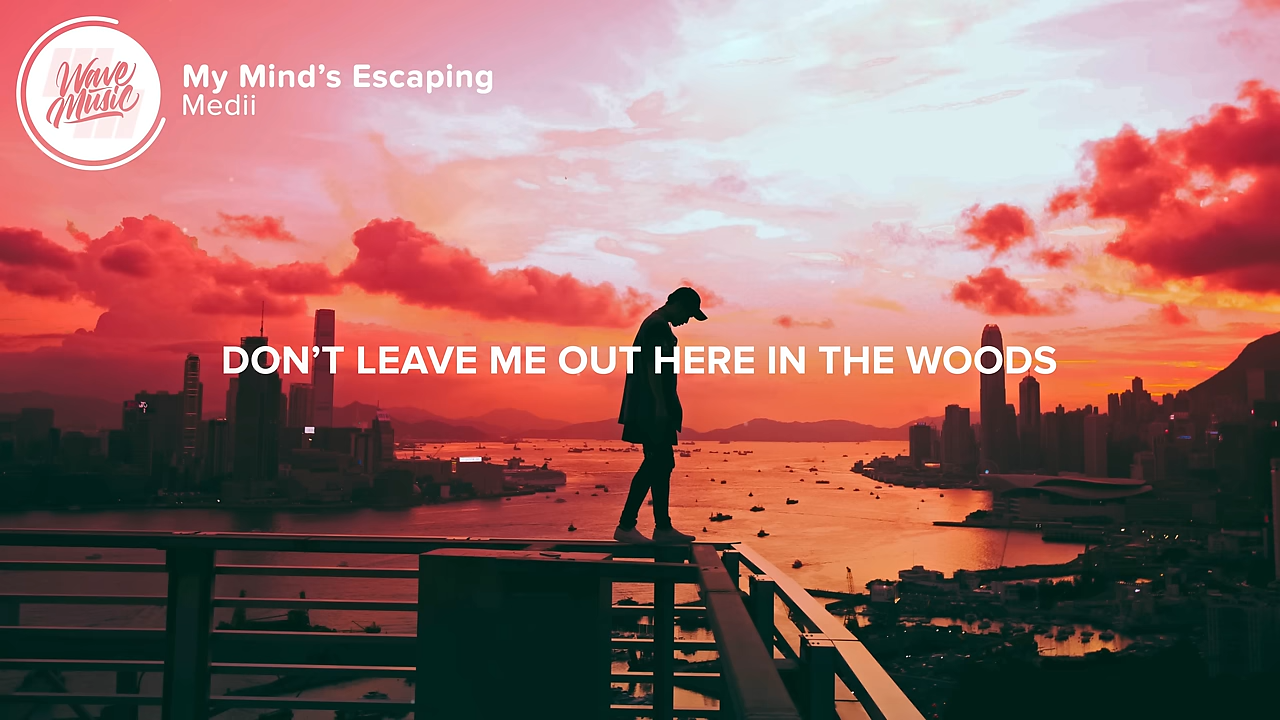 Wave
Music
My Mind’s Escaping
Medii
DON’T LEAVE ME OUT HERE IN THE WOODS